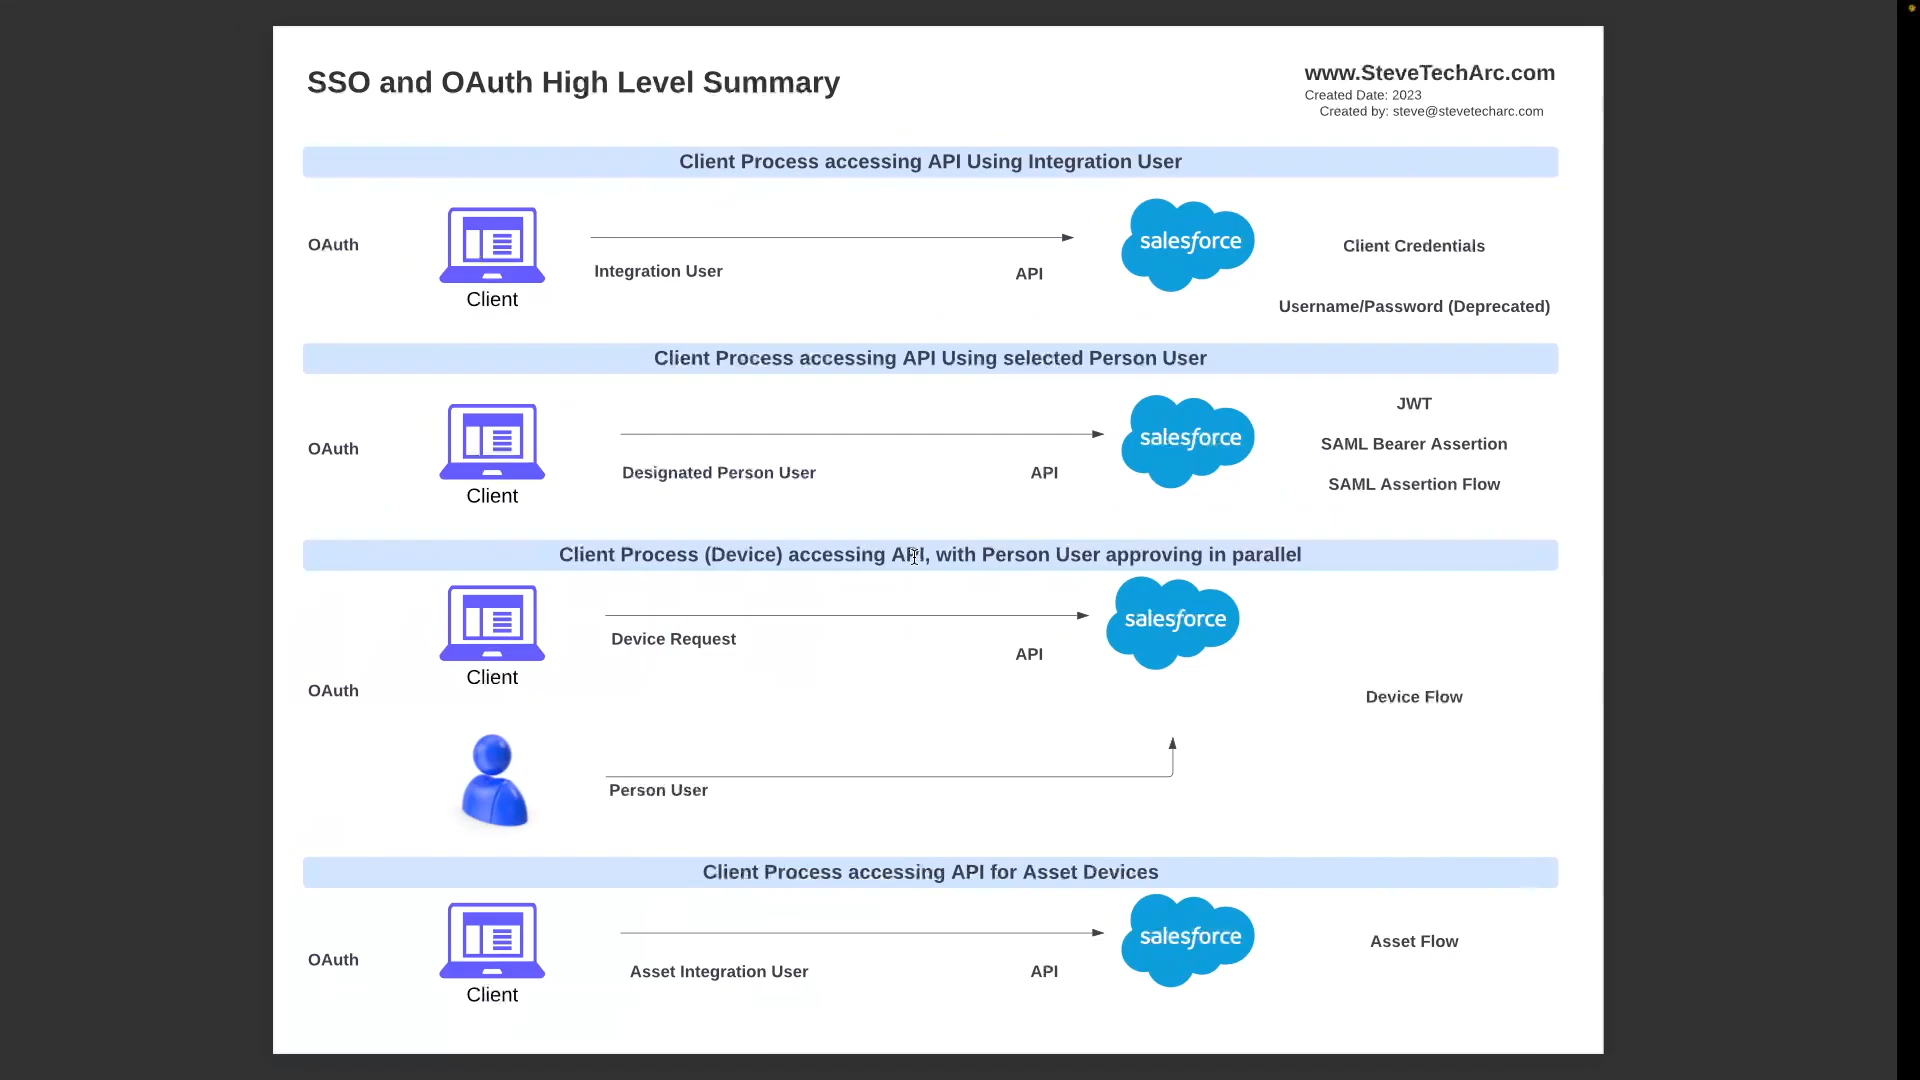 SSO and OAuth High Level Summary
www.SteveTechArc.com
Created Date: 2023
Created by: steve@stevetecharc.com
Client Process accessing API Using Integration User
OAuth
Client
Integration User
API
salesforce
Client Credentials
Username/Password (Deprecated)
Client Process accessing API Using selected Person User
OAuth
Client
Designated Person User
API
salesforce
JWT
SAML Bearer Assertion
SAML Assertion Flow
Client Process (Device) accessing API, with Person User approving in parallel
Client
Device Request
API
salesforce
OAuth
Device Flow
Person User
Client Process accessing API for Asset Devices
OAuth
Client
Asset Integration User
API
salesforce
Asset Flow